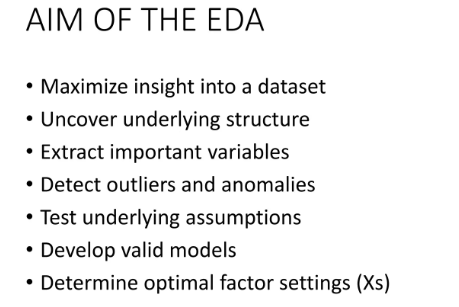 AIM OF THE EDA
• Maximize insight into a dataset
• Uncover underlying structure
• Extract important variables
• Detect outliers and anomalies
• Test underlying assumptions
• Develop valid models
• Determine optimal factor settings (Xs)